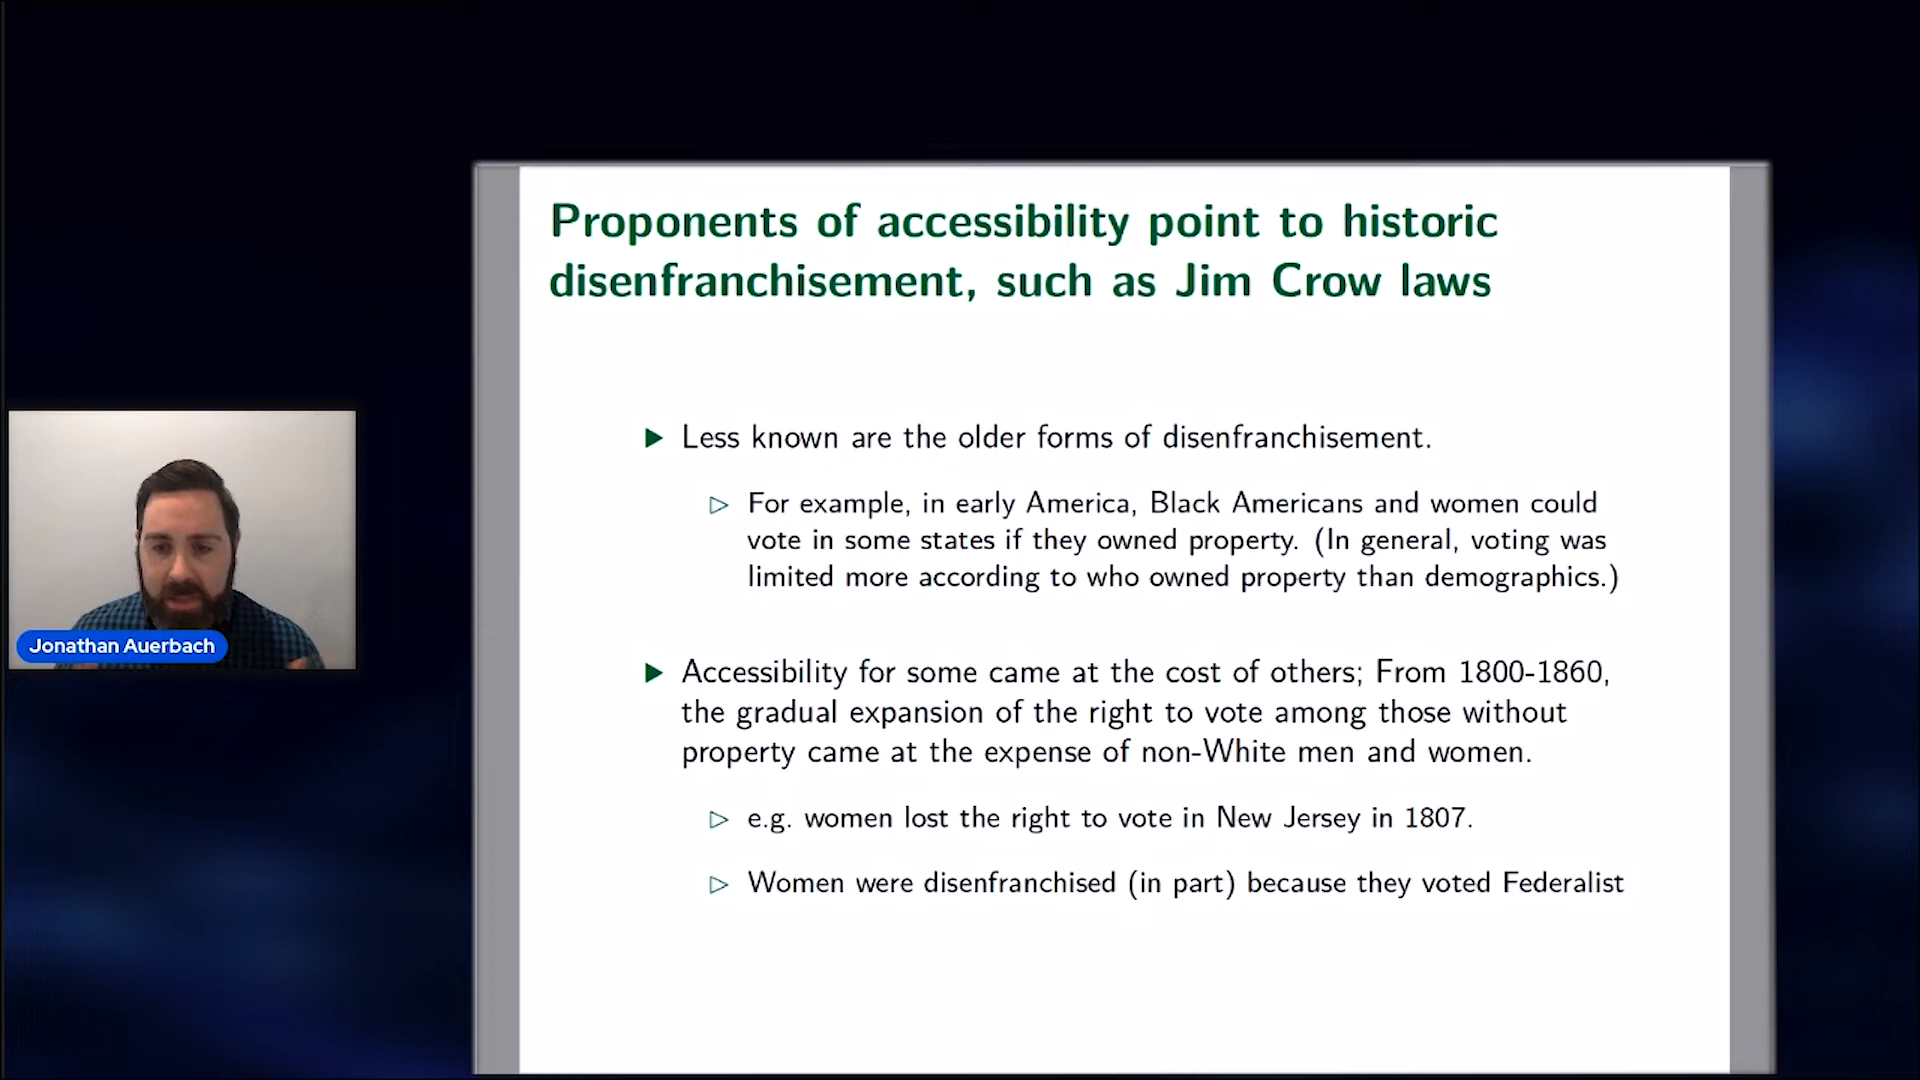 Proponents of accessibility point to historic
disenfranchisement, such as Jim Crow laws
▶ Less known are the older forms of disenfranchisement.
▷ For example, in early America, Black Americans and women could
vote in some states if they owned property. (In general, voting was
limited more according to who owned property than demographics.)
▶ Accessibility for some came at the cost of others; From 1800-1860,
the gradual expansion of the right to vote among those without
property came at the expense of non-White men and women.
▷ e.g. women lost the right to vote in New Jersey in 1807.
▷ Women were disenfranchised (in part) because they voted Federalist
Jonathan Auerbach